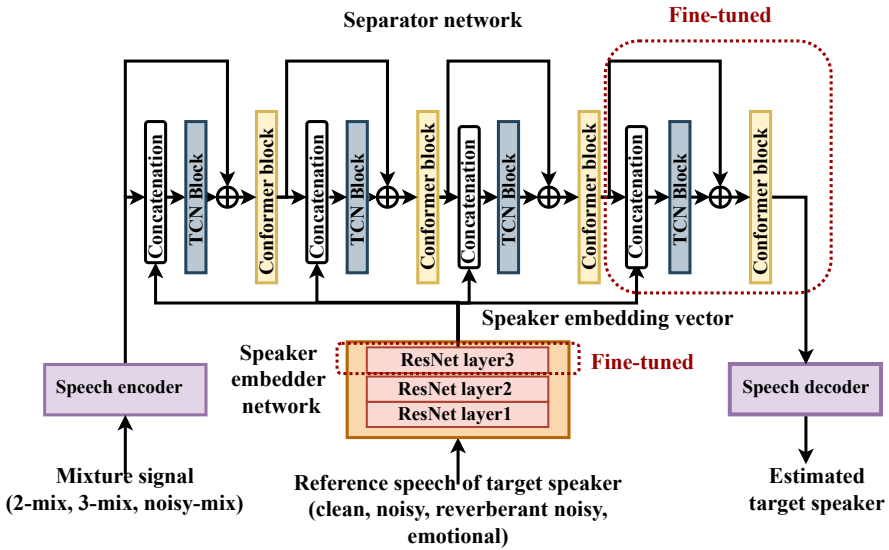 Separator network
Fine-tuned
Concatenation
TCN Block
Conformer block
Concatenation
TCN Block
Conformer block
Concatenation
TCN Block
Conformer block
Concatenation
TCN Block
Conformer block
Speaker embedding vector
Speaker
embedder
network
ResNet layer3
ResNet layer2
ResNet layer1
Fine-tuned
Speech encoder
Speech decoder
Mixture signal
(2-mix, 3-mix, noisy-mix)
Reference speech of target speaker
(clean, noisy, reverberant noisy,
emotional)
Estimated
target speaker